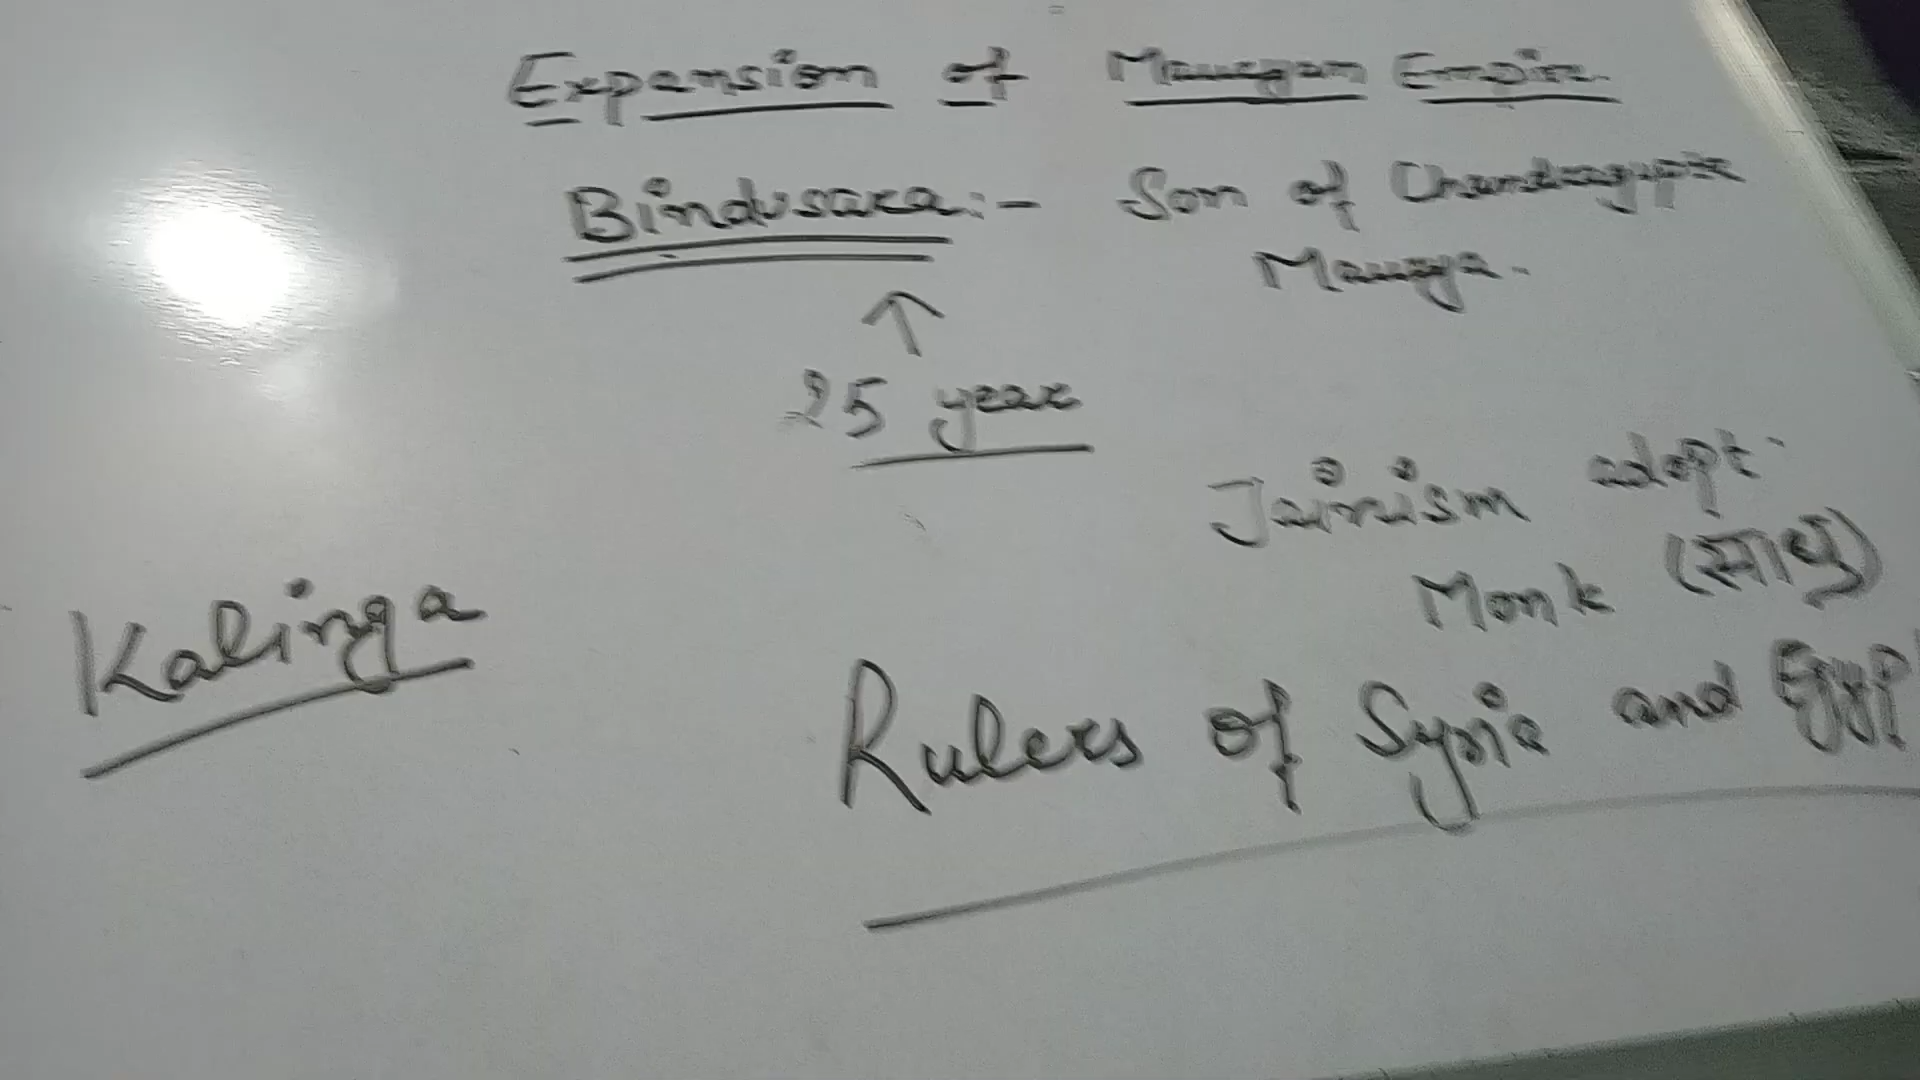 Expansion of Mauryan Empire
Bindusara:- Son of Chandragupta
Maurya.
25 year
Jainism adopt
Monk (साधु)
Kalinga
Rulers of Syria and Egyp